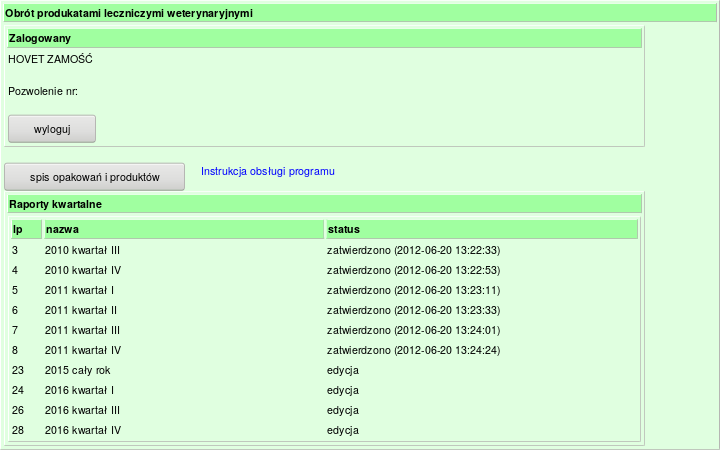 Obrót produkatami leczniczymi weterynaryjnymi
Zalogowany
HOVET ZAMOŚĆ
Pozwolenie nr:
wyloguj
spis opakowań i produktów Instrukcja obsługi programu
Raporty kwartalne
lp nazwa status
3 2010 kwartał III zatwierdzono (2012-06-20 13:22:33)
4 2010 kwartał IV zatwierdzono (2012-06-20 13:22:53)
5 2011 kwartał I zatwierdzono (2012-06-20 13:23:11)
6 2011 kwartał II zatwierdzono (2012-06-20 13:23:33)
7 2011 kwartał III zatwierdzono (2012-06-20 13:24:01)
8 2011 kwartał IV zatwierdzono (2012-06-20 13:24:24)
23 2015 cały rok edycja
24 2016 kwartał I edycja
26 2016 kwartał III edycja
28 2016 kwartał IV edycja